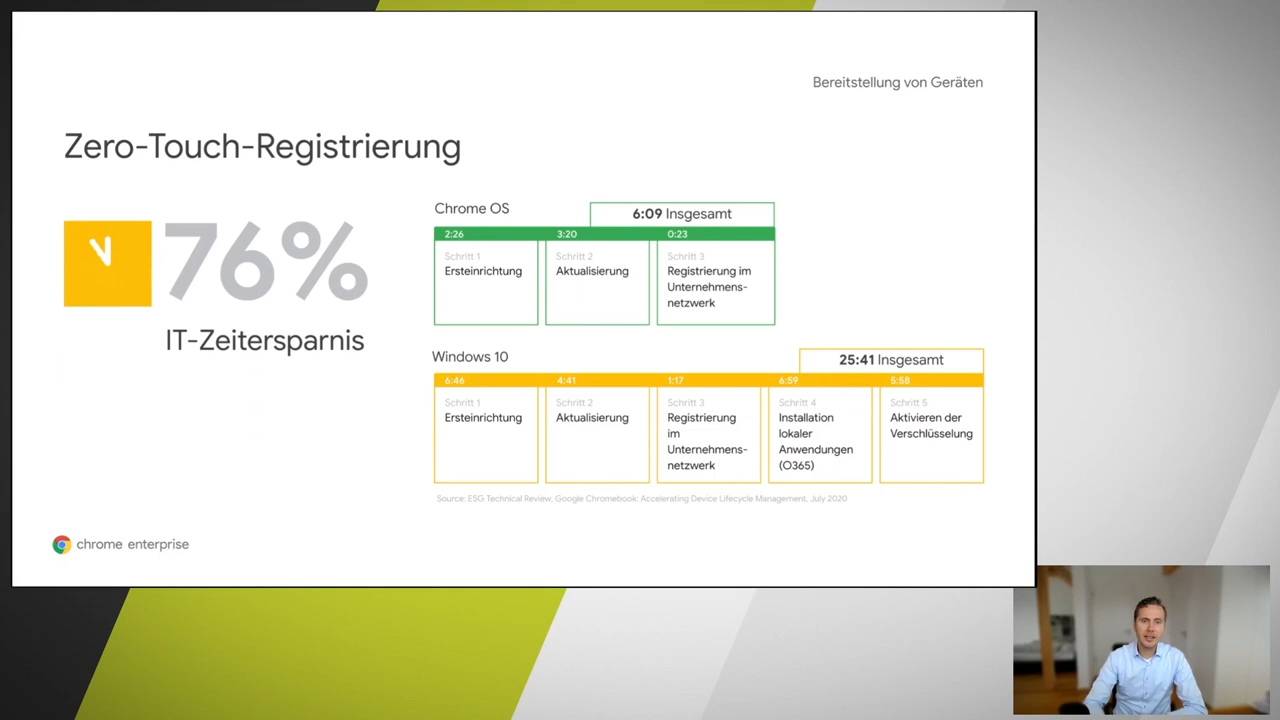 Bereitstellung von Geräten
Zero-Touch-Registrierung
76%
IT-Zeitersparnis
Chrome OS
6:09 Insgesamt
2:26
3:20
0:23
Schritt 1
Ersteinrichtung
Schritt 2
Aktualisierung
Schritt 3
Registrierung im
Unternehmens-
netzwerk
Windows 10
25:41 Insgesamt
6:46
4:41
1:17
6:59
5:58
Schritt 1
Ersteinrichtung
Schritt 2
Aktualisierung
Schritt 3
Registrierung
im
Unternehmens-
netzwerk
Schritt 4
Installation
lokaler
Anwendungen
(O365)
Schritt 5
Aktivieren der
Verschlüsselung
Source: ESG Technical Review, Google Chromebook: Accelerating Device Lifecycle Management, July 2020
chrome enterprise